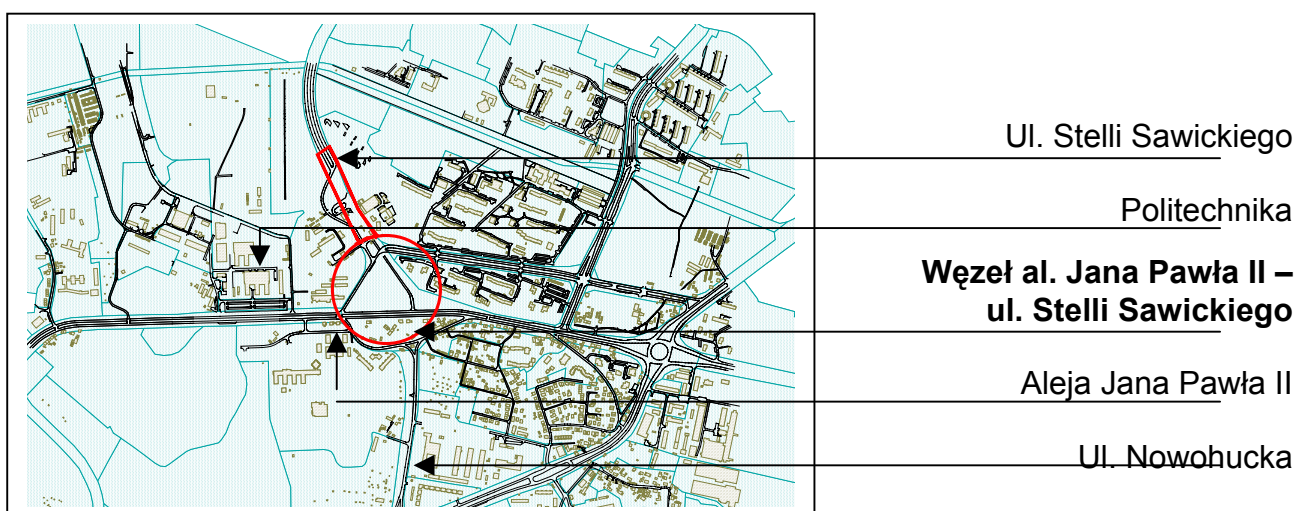 Ul. Stelli Sawickiego
Politechnika
Węzeł al. Jana Pawła II –
ul. Stelli Sawickiego
Aleja Jana Pawła II
Ul. Nowohucka